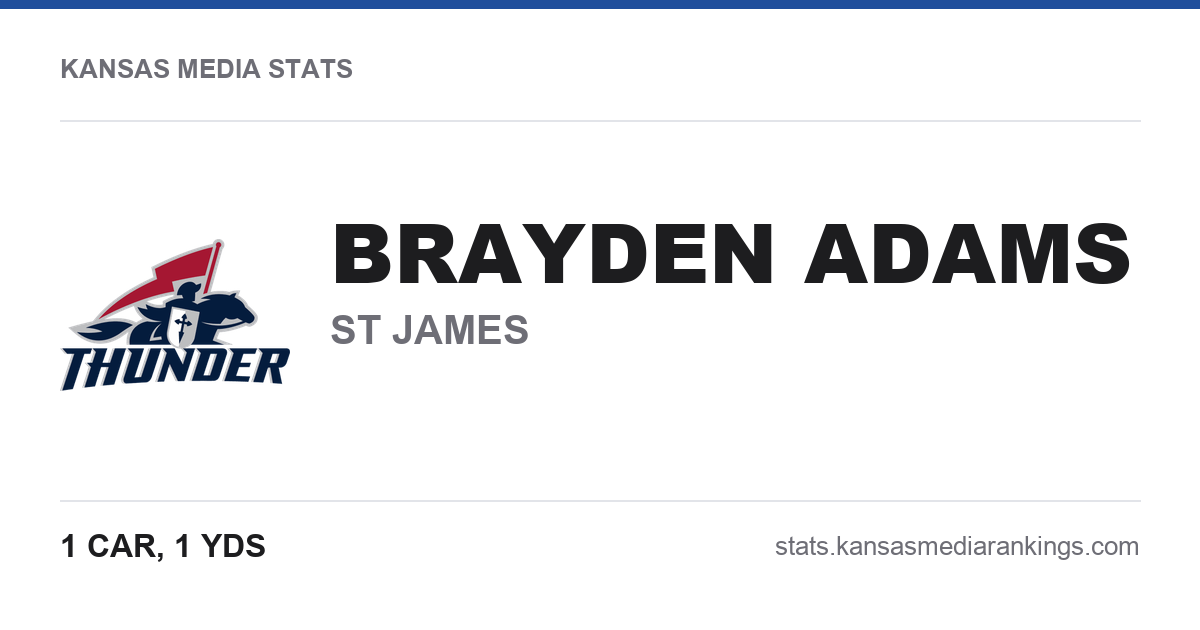 KANSAS MEDIA STATS
BRAYDEN ADAMS
ST JAMES
THUNDER
1 CAR, 1 YDS
stats.kansasmediarankings.com